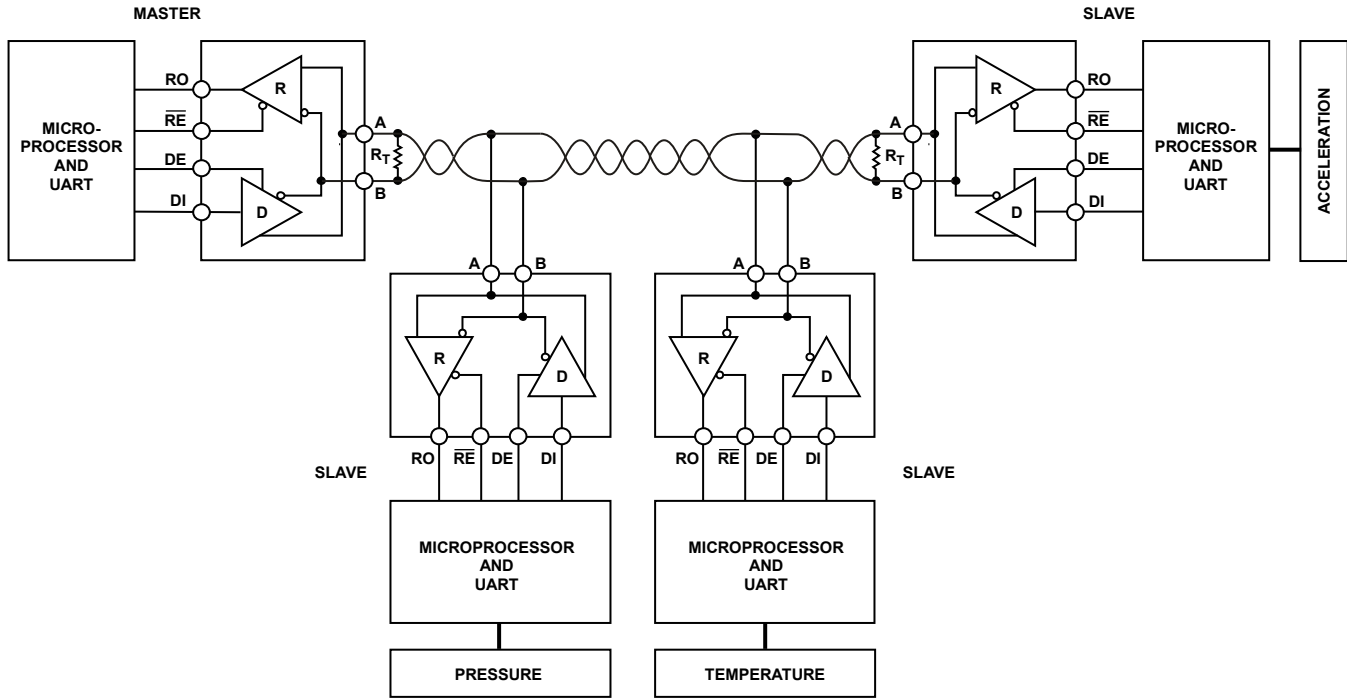 MASTER
SLAVE
MICRO-
PROCESSOR
AND
UART
RO
RE
DE
DI
R
D
A
B
RT
RT
A
B
R
D
RO
RE
DE
DI
MICRO-
PROCESSOR
AND
UART
ACCELERATION
A
B
R
D
RO
RE
DE
DI
SLAVE
MICROPROCESSOR
AND
UART
PRESSURE
A
B
R
D
RO
RE
DE
DI
SLAVE
MICROPROCESSOR
AND
UART
TEMPERATURE